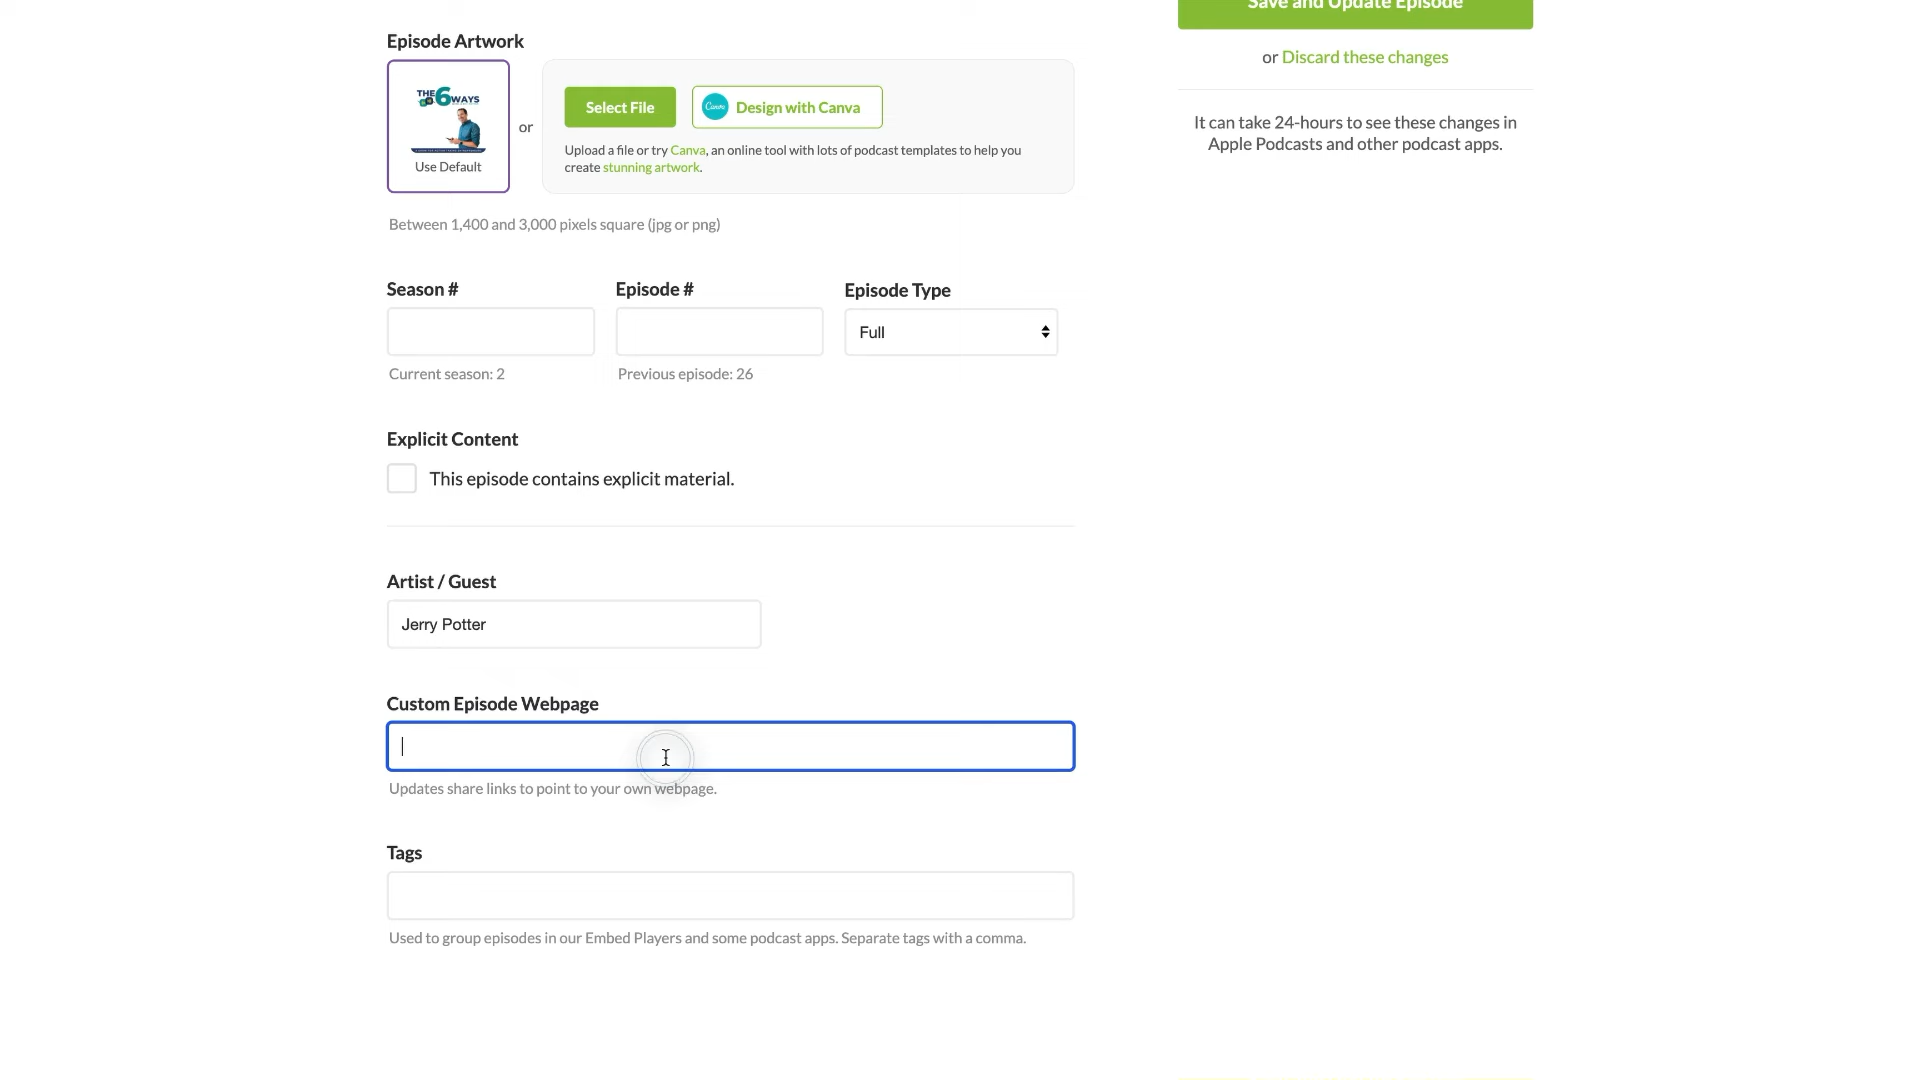 Save and Update Episode
Episode Artwork
or Discard these changes
THE 6 WAYS
Select File
Canva
Design with Canva
or
It can take 24-hours to see these changes in
Apple Podcasts and other podcast apps.
Upload a file or try Canva, an online tool with lots of podcast templates to help you
create stunning artwork.
Use Default
Between 1,400 and 3,000 pixels square (jpg or png)
Season #
Episode #
Episode Type
Full
Current season: 2
Previous episode: 26
Explicit Content
This episode contains explicit material.
Artist / Guest
Jerry Potter
Custom Episode Webpage
Updates share links to point to your own webpage.
Tags
Used to group episodes in our Embed Players and some podcast apps. Separate tags with a comma.